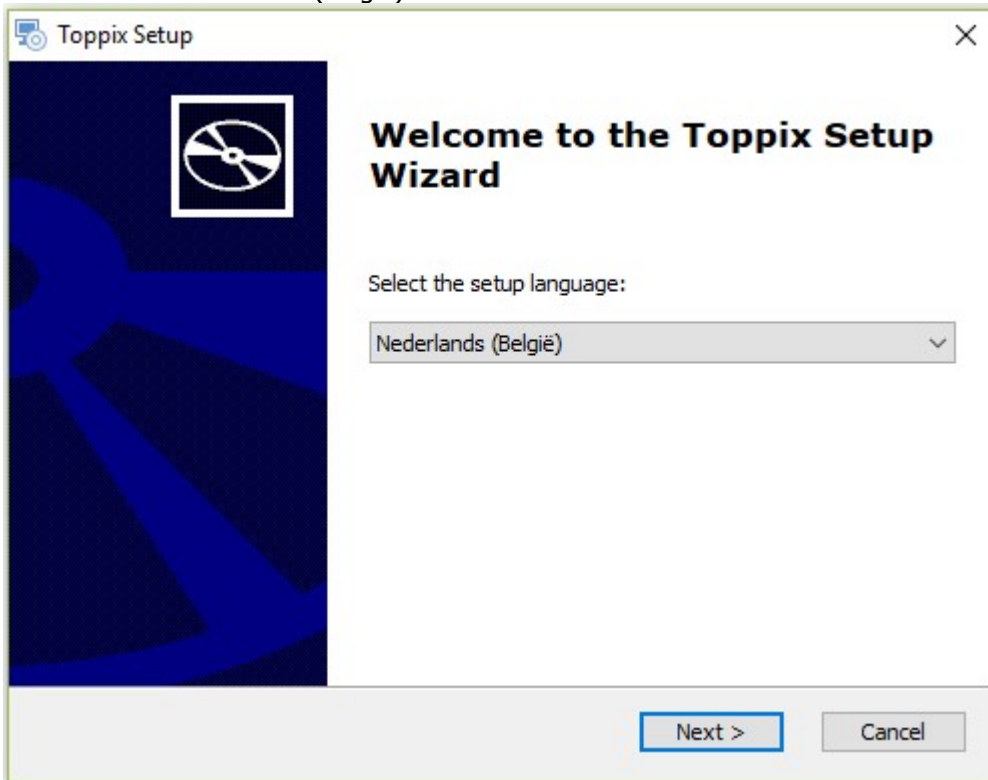 Toppix Setup
Welcome to the Toppix Setup
Wizard
Select the setup language:
Nederlands (België)
Next >
Cancel